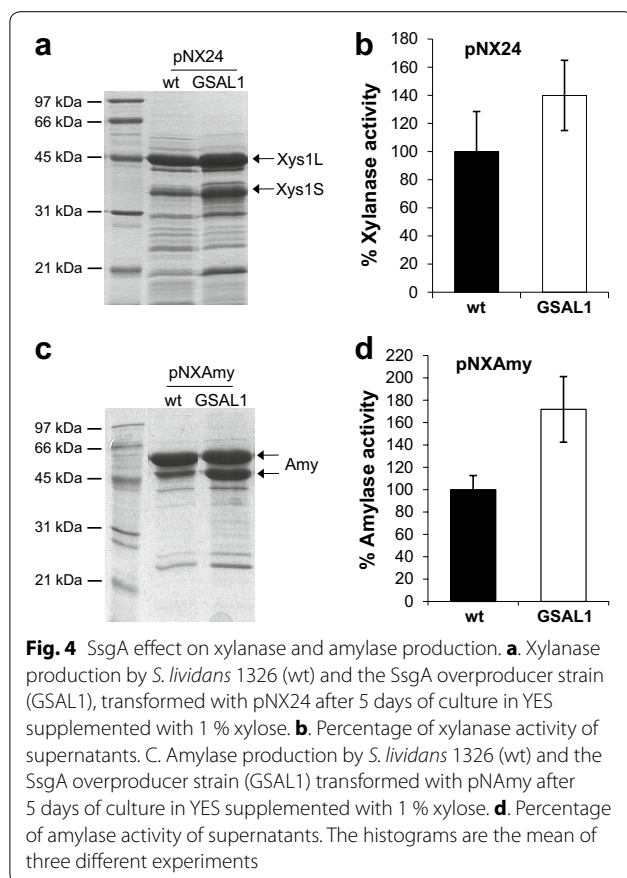 a
pNX24
wt GSAL1
97 kDa
66 kDa
45 kDa
31 kDa
21 kDa
Xys1L
Xys1S
b
pNX24
% Xylanase activity
180
160
140
120
100
80
60
40
20
0
wt GSAL1
c
pNXAmy
wt GSAL1
97 kDa
66 kDa
45 kDa
31 kDa
21 kDa
Amy
d
pNXAmy
% Amylase activity
220
200
180
160
140
120
100
80
60
40
20
0
wt GSAL1
Fig. 4 SsgA effect on xylanase and amylase production. a. Xylanase
production by S. lividans 1326 (wt) and the SsgA overproducer strain
(GSAL1), transformed with pNX24 after 5 days of culture in YES
supplemented with 1 % xylose. b. Percentage of xylanase activity of
supernatants. C. Amylase production by S. lividans 1326 (wt) and the
SsgA overproducer strain (GSAL1) transformed with pNAmy after
5 days of culture in YES supplemented with 1 % xylose. d. Percentage
of amylase activity of supernatants. The histograms are the mean of
three different experiments